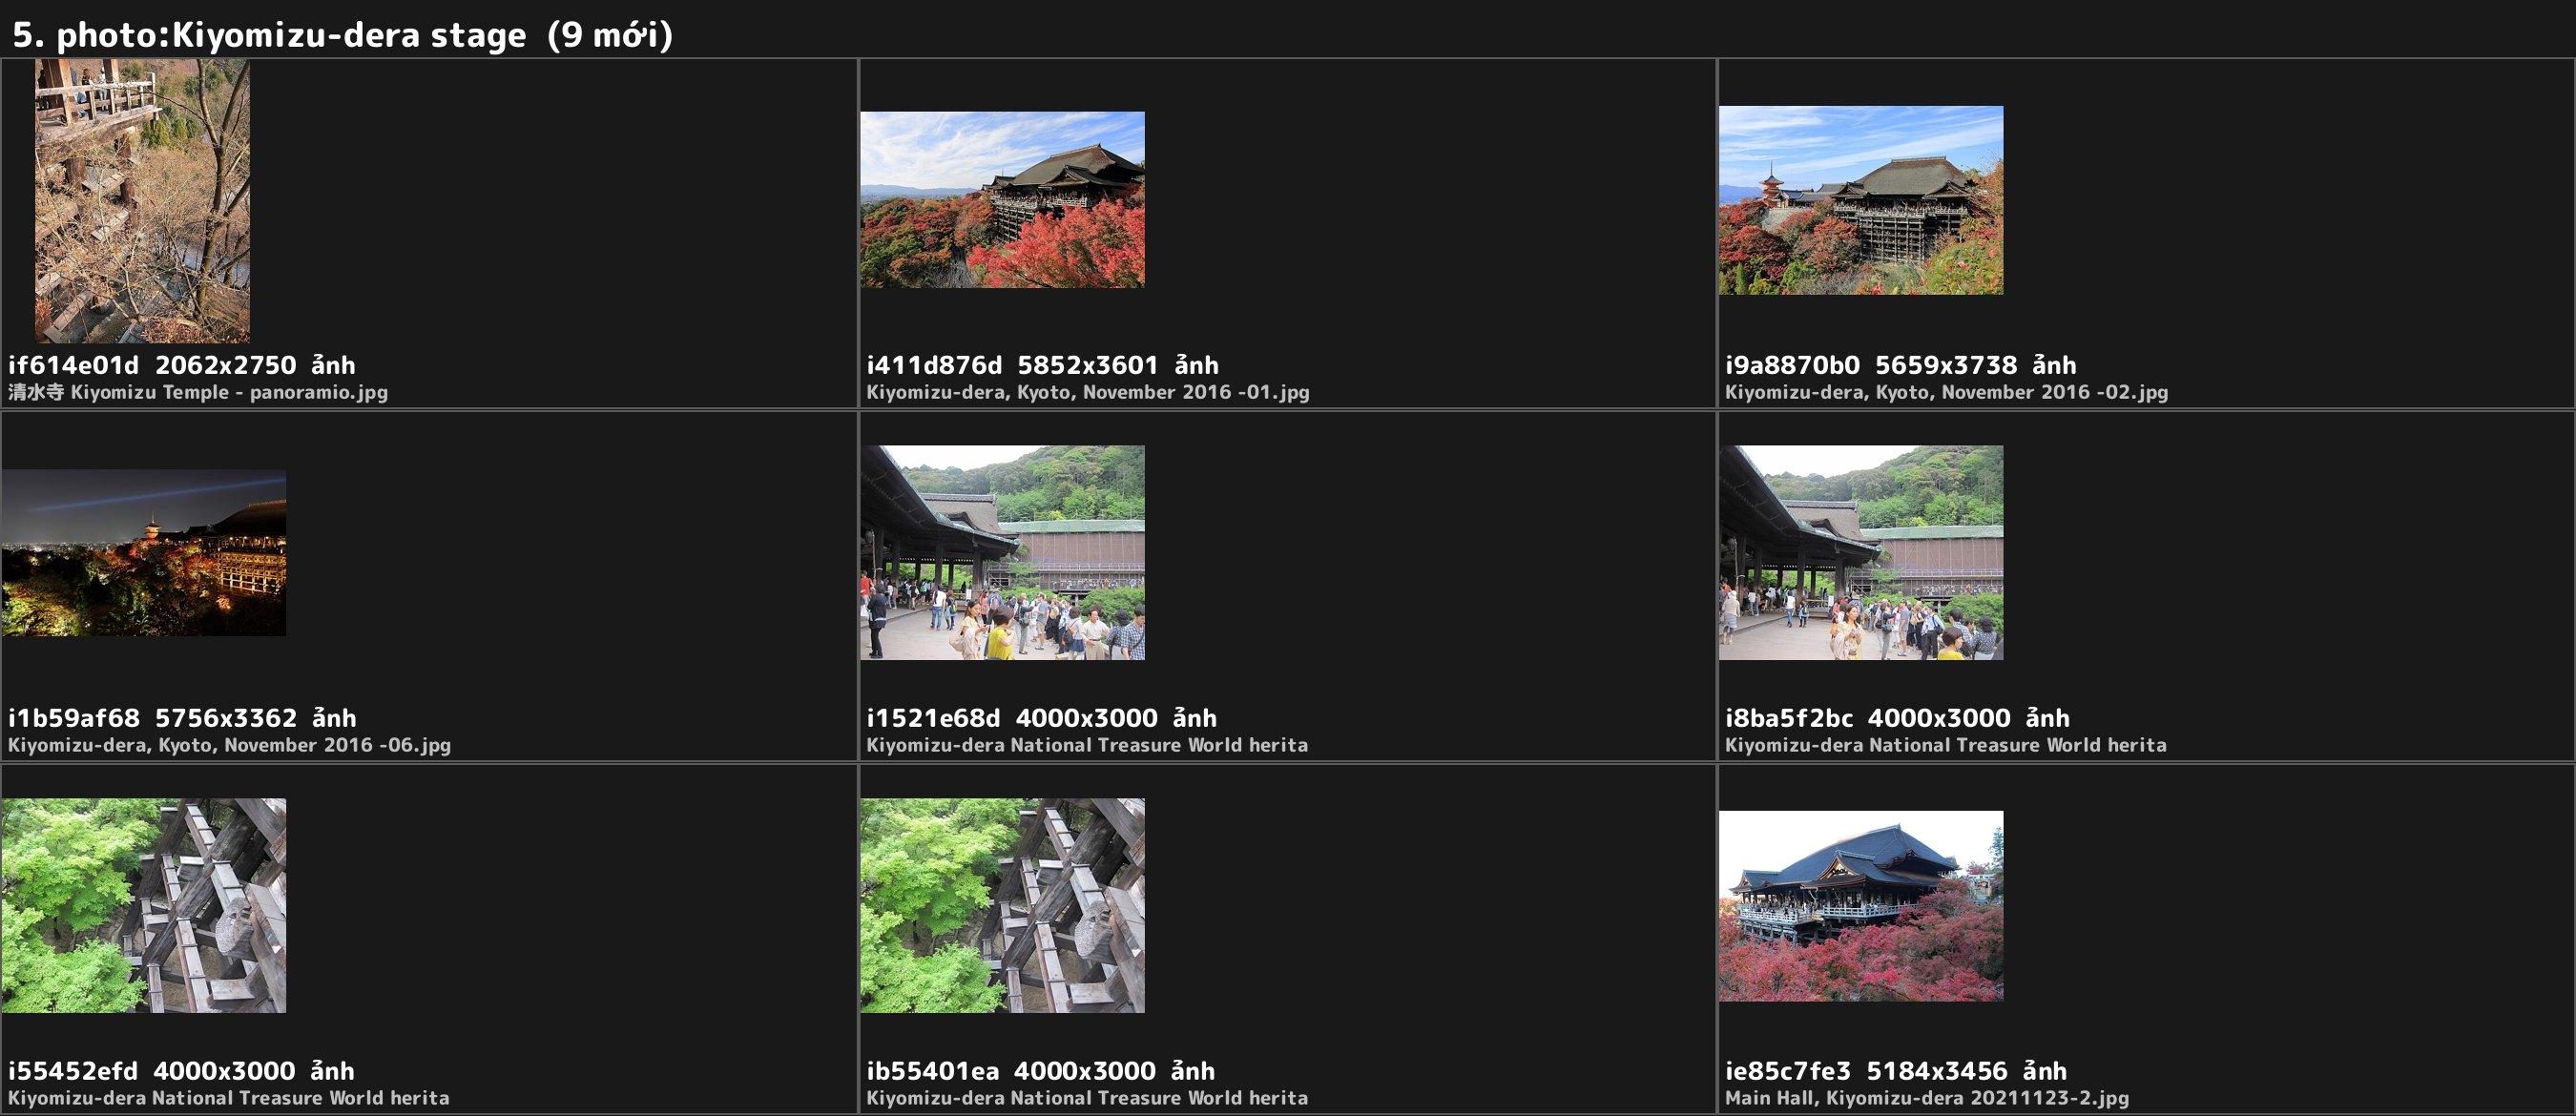 5. photo:Kiyomizu-dera stage (9 mới)
if614e01d 2062x2750 ảnh
清水寺 Kiyomizu Temple - panoramio.jpg
i411d876d 5852x3601 ảnh
Kiyomizu-dera, Kyoto, November 2016 -01.jpg
i9a8870b0 5659x3738 ảnh
Kiyomizu-dera, Kyoto, November 2016 -02.jpg
i1b59af68 5756x3362 ảnh
Kiyomizu-dera, Kyoto, November 2016 -06.jpg
i1521e68d 4000x3000 ảnh
Kiyomizu-dera National Treasure World herita
i8ba5f2bc 4000x3000 ảnh
Kiyomizu-dera National Treasure World herita
i55452efd 4000x3000 ảnh
Kiyomizu-dera National Treasure World herita
ib55401ea 4000x3000 ảnh
Kiyomizu-dera National Treasure World herita
ie85c7fe3 5184x3456 ảnh
Main Hall, Kiyomizu-dera 20211123-2.jpg